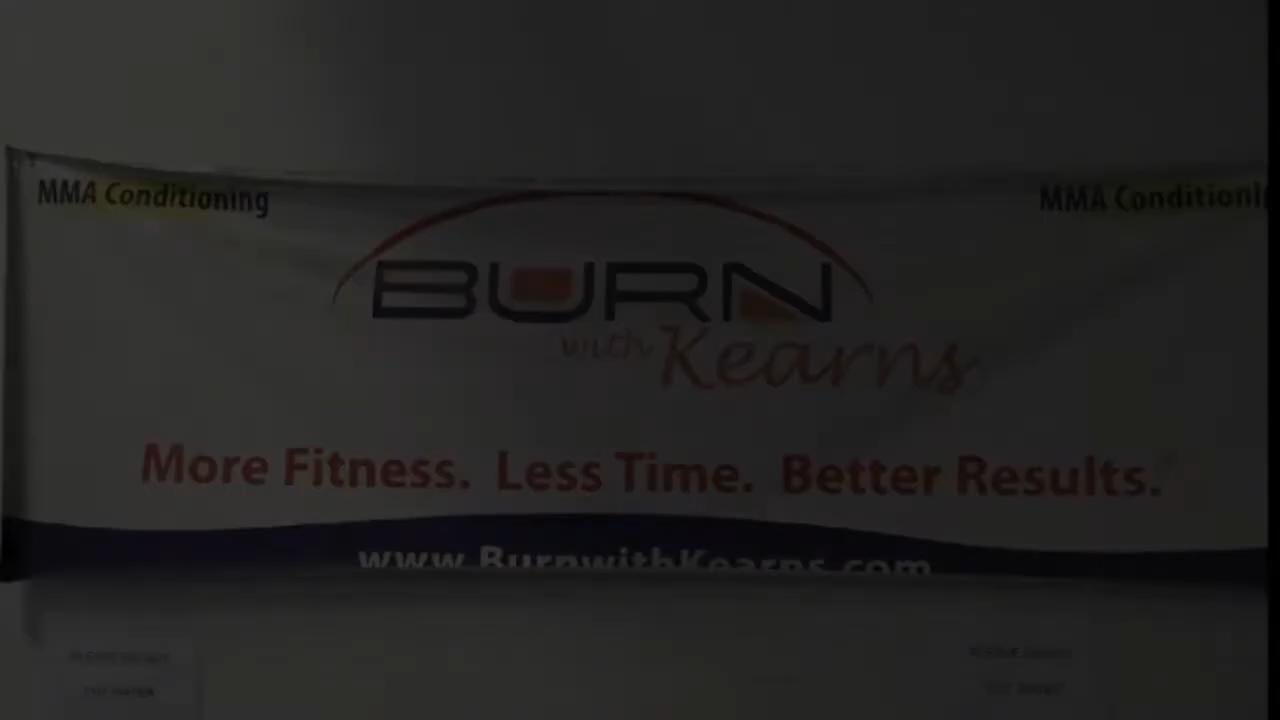 MMA Conditioning
MMA Conditioni
BURN
with Kearns
More Fitness. Less Time. Better Results.
www.BurnwithKearns.com